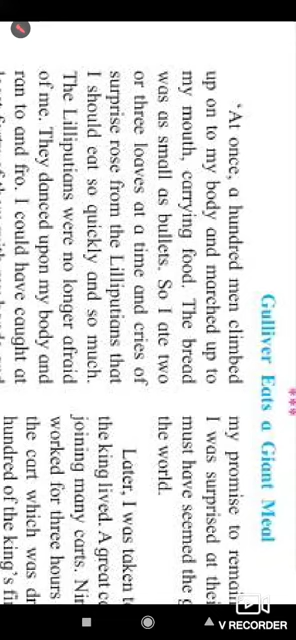 Gulliver Eats a Giant Meal
'At once, a hundred men climbed
up on to my body and marched up to
my mouth, carrying food. The bread
was as small as bullets. So I ate two
or three loaves at a time and cries of
surprise rose from the Lilliputians that
I should eat so quickly and so much.
The Lilliputians were no longer afraid
of me. They danced upon my body and
ran to and fro. I could have caught at
my promise to remai
I was surprised at thei
must have seemed the g
the world.
Later, I was taken t
the king lived. A great c
joining many carts. Nin
worked for three hours
the cart which was dr
hundred of the king's fi
V RECORDER